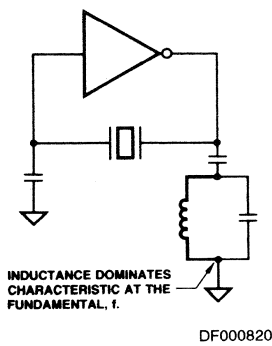 INDUCTANCE DOMINATES
CHARACTERISTIC AT THE
FUNDAMENTAL, f.
DF000820